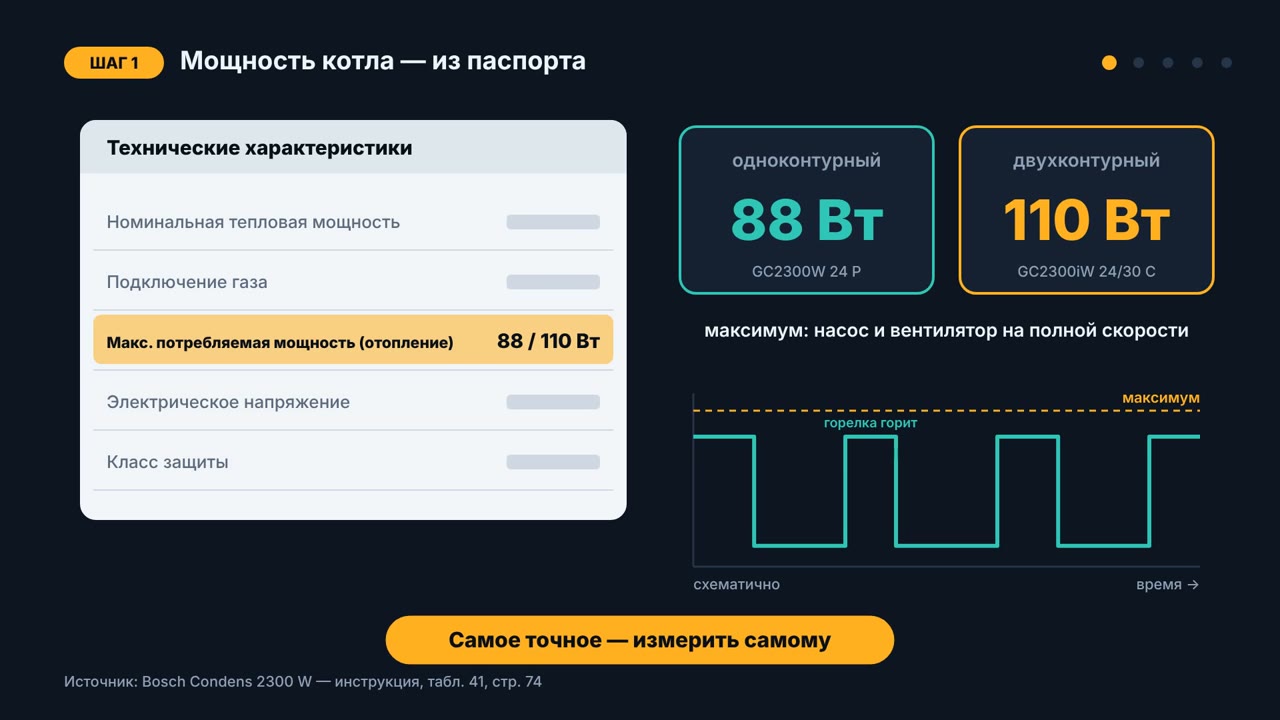 ШАГ 1
Мощность котла — из паспорта
Технические характеристики
Номинальная тепловая мощность
Подключение газа
Макс. потребляемая мощность (отопление) 88 / 110 Вт
Электрическое напряжение
Класс защиты
одноконтурный
88 Вт
GC2300W 24 P
двухконтурный
110 Вт
GC2300iW 24/30 C
максимум: насос и вентилятор на полной скорости
максимум
горелка горит
схематично
время →
Самое точное — измерить самому
Источник: Bosch Condens 2300 W — инструкция, табл. 41, стр. 74